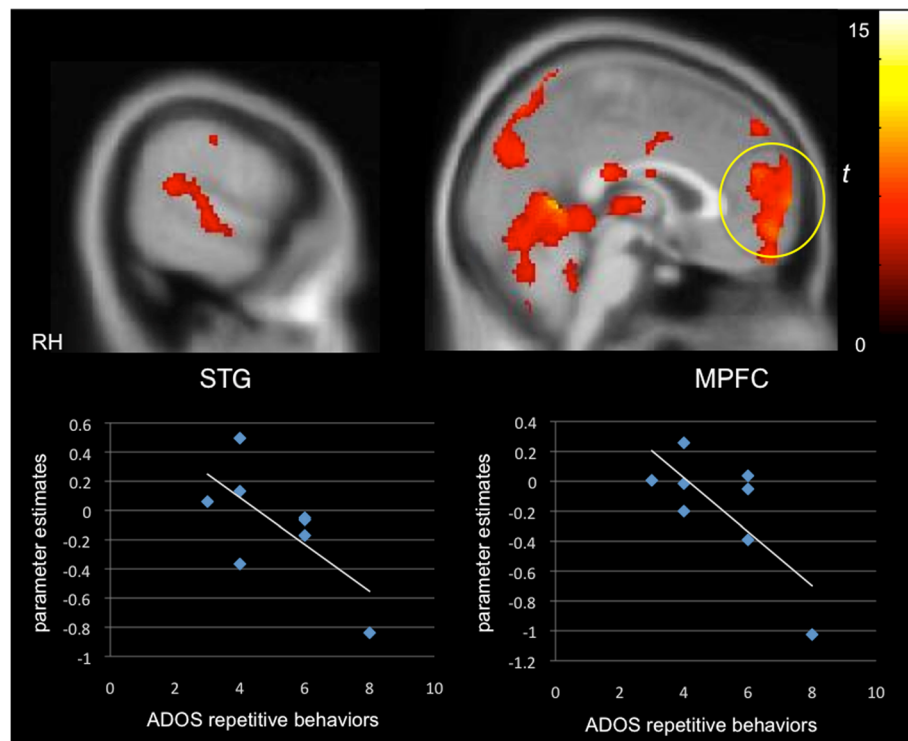 15
t
0
RH
STG
MPFC
0.6
0.4
0.2
0
-0.2
-0.4
-0.6
-0.8
-1
parameter estimates
0 2 4 6 8 10
ADOS repetitive behaviors
0.4
0.2
0
-0.2
-0.4
-0.6
-0.8
-1
-1.2
parameter estimates
0 2 4 6 8 10
ADOS repetitive behaviors